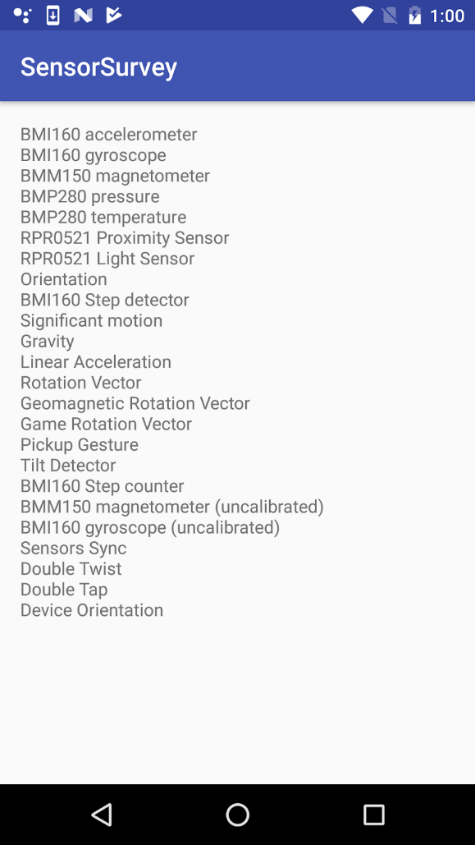 1:00
SensorSurvey
BMI160 accelerometer
BMI160 gyroscope
BMM150 magnetometer
BMP280 pressure
BMP280 temperature
RPR0521 Proximity Sensor
RPR0521 Light Sensor
Orientation
BMI160 Step detector
Significant motion
Gravity
Linear Acceleration
Rotation Vector
Geomagnetic Rotation Vector
Game Rotation Vector
Pickup Gesture
Tilt Detector
BMI160 Step counter
BMM150 magnetometer (uncalibrated)
BMI160 gyroscope (uncalibrated)
Sensors Sync
Double Twist
Double Tap
Device Orientation